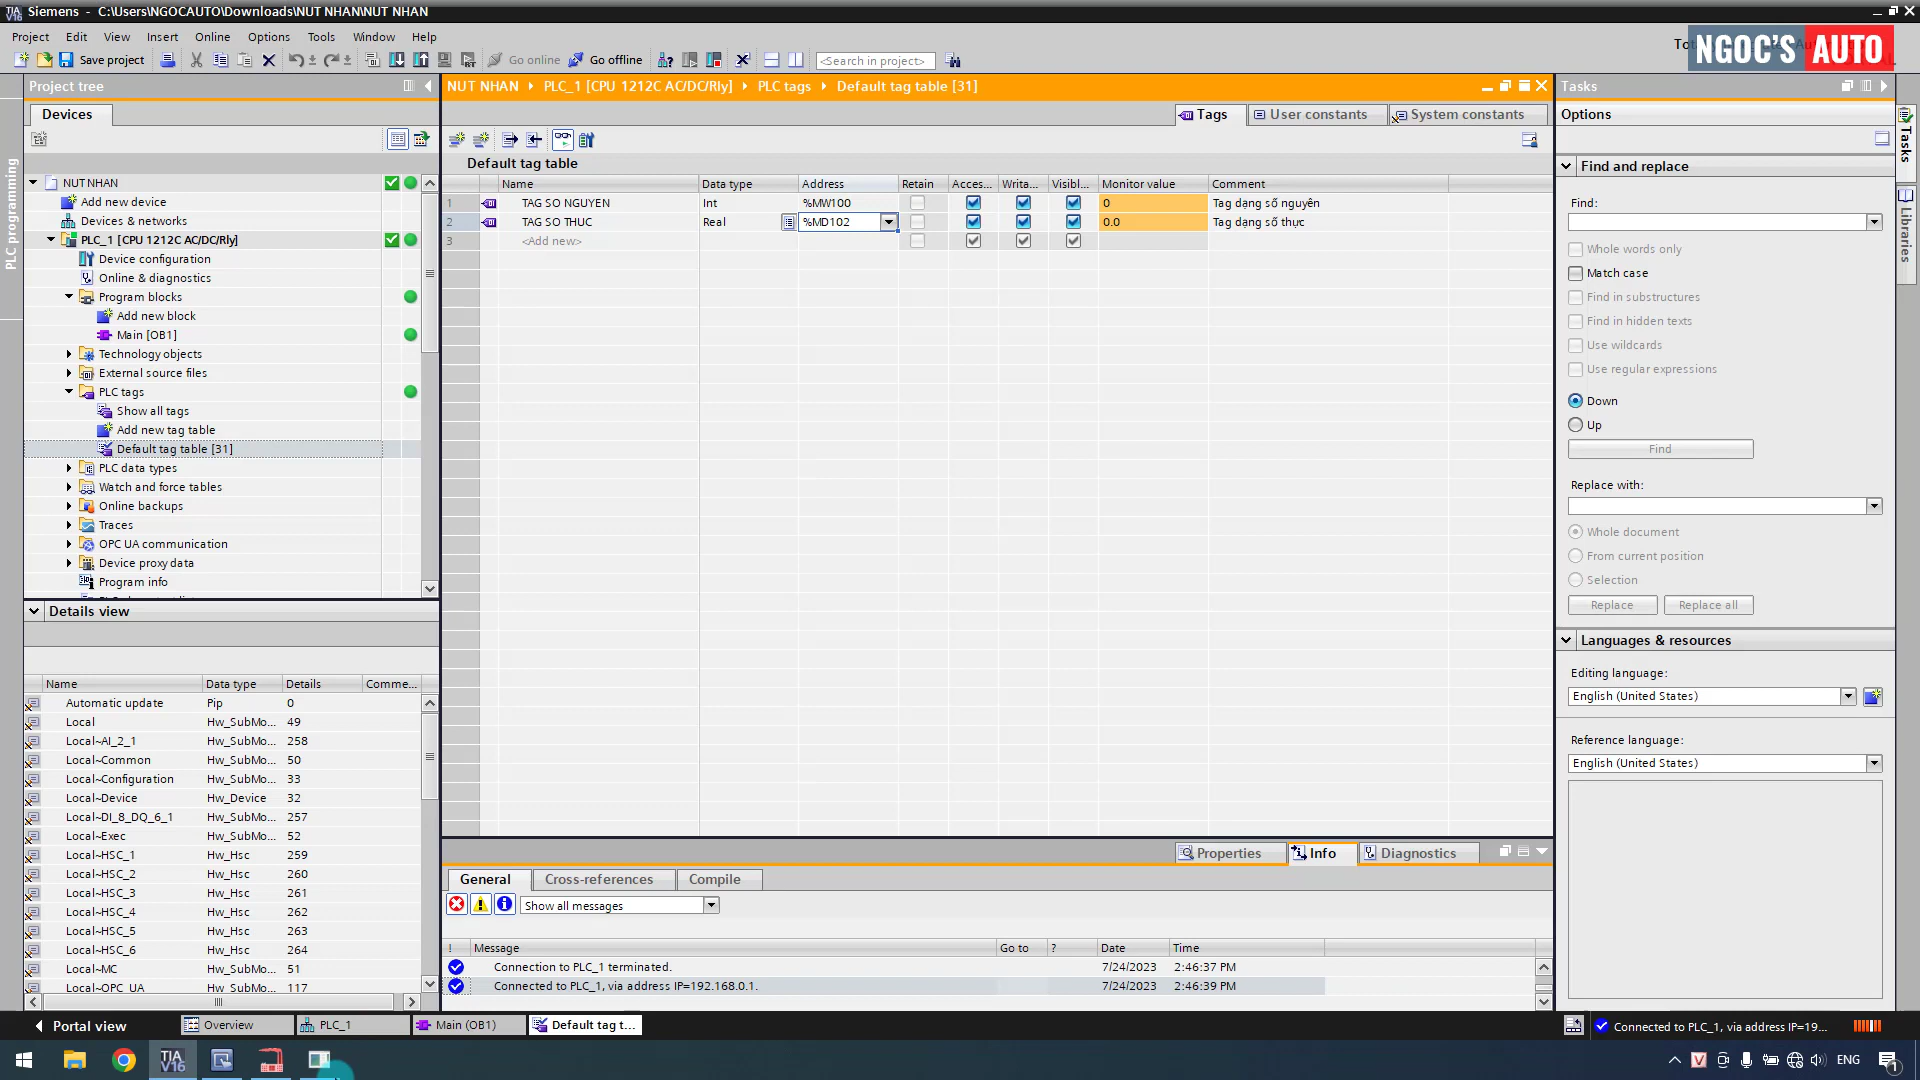 Siemens - C:\Users\NGOCAUTO\Downloads\NUT NHAN\NUT NHAN
Project Edit View Insert Online Options Tools Window Help
NGOC'S AUTO
Save project Go online Go offline <Search in project>
Project tree
NUT NHAN PLC_1 [CPU 1212C AC/DC/Rly] PLC tags Default tag table [31]
Tasks
Devices
Tags User constants System constants
Options
Default tag table
Find and replace
Name Data type Address Retain Acces... Writa... Visibl... Monitor value Comment
1 TAG SO NGUYEN Int %MW100 0 Tag dạng số nguyên
2 TAG SO THUC Real %MD102 0.0 Tag dạng số thực
3 <Add new>
NUT NHAN
Add new device
Devices & networks
PLC_1 [CPU 1212C AC/DC/Rly]
Device configuration
Online & diagnostics
Program blocks
Add new block
Main [OB1]
Technology objects
External source files
PLC tags
Show all tags
Add new tag table
Default tag table [31]
PLC data types
Watch and force tables
Online backups
Traces
OPC UA communication
Device proxy data
Program info
PLC programming
Find:
Whole words only
Match case
Find in substructures
Find in hidden texts
Use wildcards
Use regular expressions
Down
Up
Find
Replace with:
Whole document
From current position
Selection
Replace Replace all
Languages & resources
Editing language:
English (United States)
Reference language:
English (United States)
Tasks
Libraries
Details view
Name Data type Details Comme...
Automatic update Pip 0
Local Hw_SubMo... 49
Local~AI_2_1 Hw_SubMo... 258
Local~Common Hw_SubMo... 50
Local~Configuration Hw_SubMo... 33
Local~Device Hw_Device 32
Local~DI_8_DQ_6_1 Hw_SubMo... 257
Local~Exec Hw_SubMo... 52
Local~HSC_1 Hw_Hsc 259
Local~HSC_2 Hw_Hsc 260
Local~HSC_3 Hw_Hsc 261
Local~HSC_4 Hw_Hsc 262
Local~HSC_5 Hw_Hsc 263
Local~HSC_6 Hw_Hsc 264
Local~MC Hw_SubMo... 51
Local~OPC_UA Hw_SubMo... 117
Properties Info Diagnostics
General Cross-references Compile
Show all messages
! Message Go to ? Date Time
Connection to PLC_1 terminated. 7/24/2023 2:46:37 PM
Connected to PLC_1, via address IP=192.168.0.1. 7/24/2023 2:46:39 PM
Portal view Overview PLC_1 Main (OB1) Default tag t...
Connected to PLC_1, via address IP=19...
TIA V16
ENG